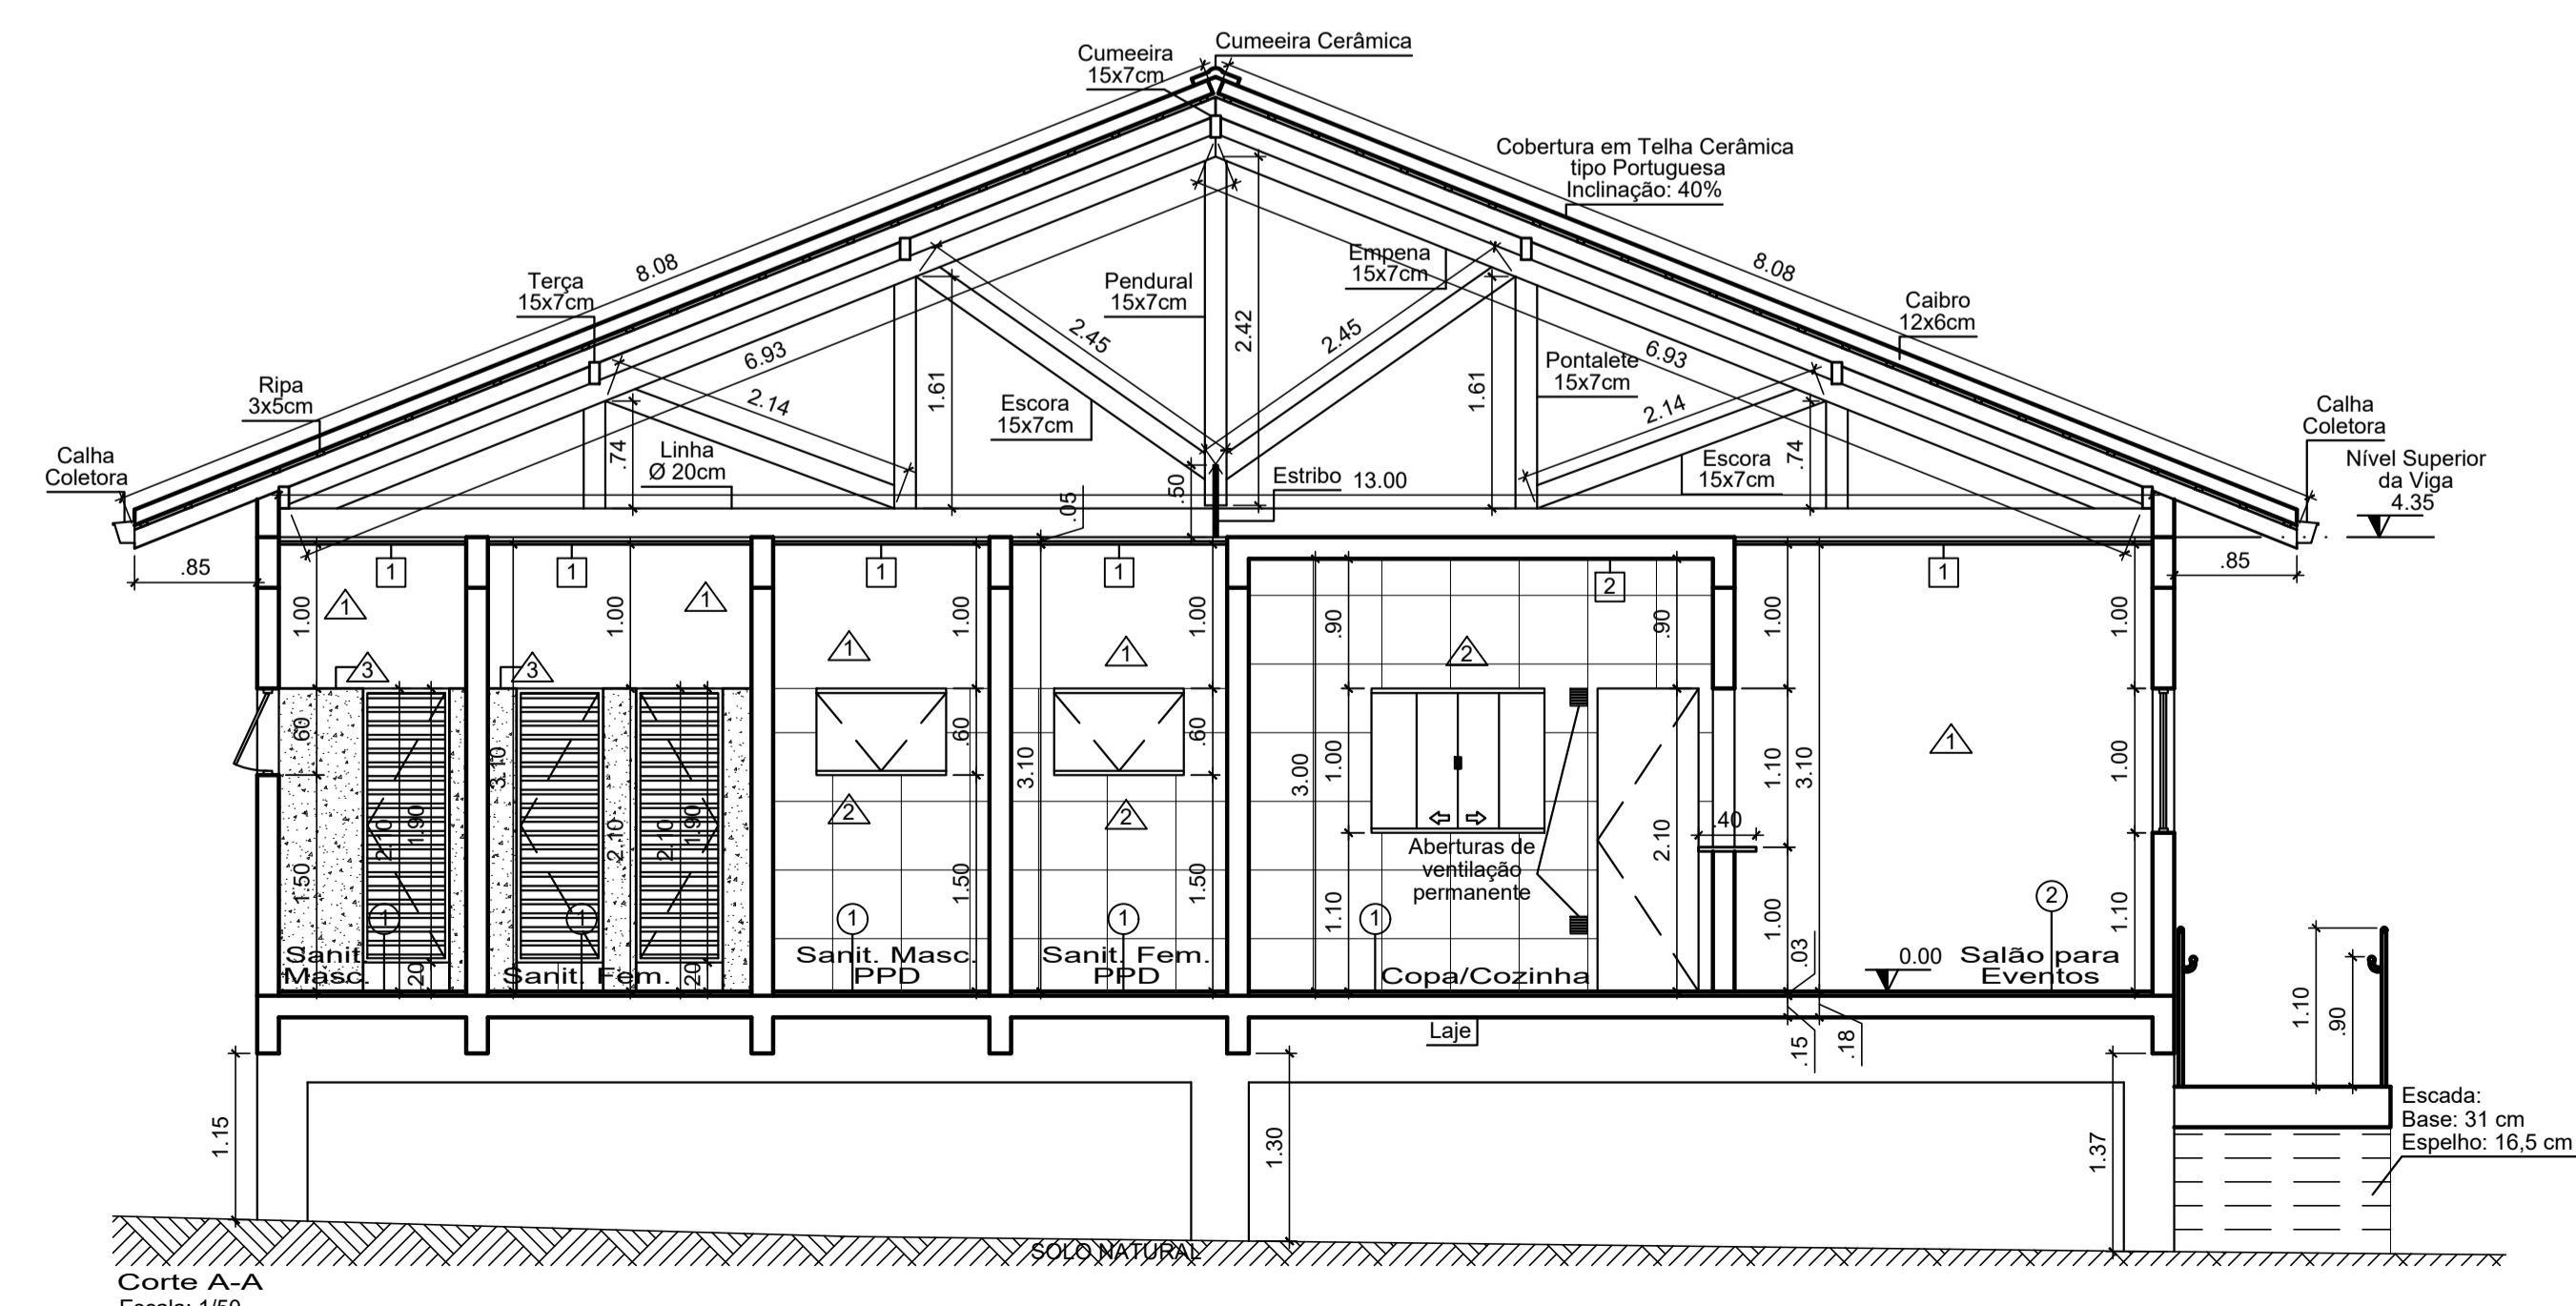 Cumeeira Cerâmica
Cumeeira
15x7cm
Cobertura em Telha Cerâmica
tipo Portuguesa
Inclinação: 40%
8.08
8.08
Terça
15x7cm
Pendural
15x7cm
Empena
15x7cm
Caibro
12x6cm
2.42
2.45
2.45
6.93
6.93
Ripa
3x5cm
2.14
1.61
Escora
15x7cm
1.61
Pontalete
15x7cm
2.14
Calha
Coletora
Calha
Coletora
.74
Linha
Ø 20cm
.05
.50
Estribo
13.00
Escora
15x7cm
.74
Nível Superior
da Viga
4.35
.85
.85
1
1
1
1
2
1
1.00
1
1.00
1
1
1.00
1
1.00
.90
2
.90
1.00
1.00
3
3
.60
3.10
.60
3.10
.60
3.00
1.00
1.10
3.10
1
1.00
2.10
1.90
2.10
2.10
1.90
2
2
.40
2.10
Aberturas de
ventilação
permanente
1.50
1.50
1.50
1.10
1.00
1.10
1
1
1
1
1
2
Sanit.
Masc.
.20
Sanit. Fem.
.20
Sanit. Masc.
PPD
Sanit. Fem.
PPD
Copa/Cozinha
.03
0.00
Salão para
Eventos
1.10
.90
Laje
.15
.18
1.15
1.30
1.37
Escada:
Base: 31 cm
Espelho: 16,5 cm
SOLO NATURAL
Corte A-A
Escala: 1/50